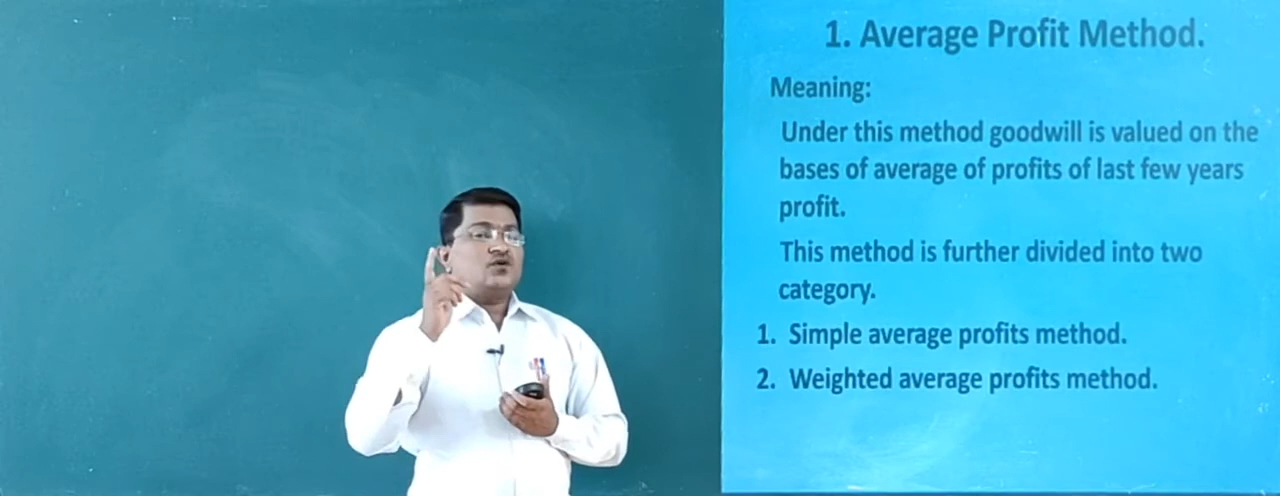 1. Average Profit Method.
Meaning:
Under this method goodwill is valued on the
bases of average of profits of last few years
profit.
This method is further divided into two
category.
1. Simple average profits method.
2. Weighted average profits method.